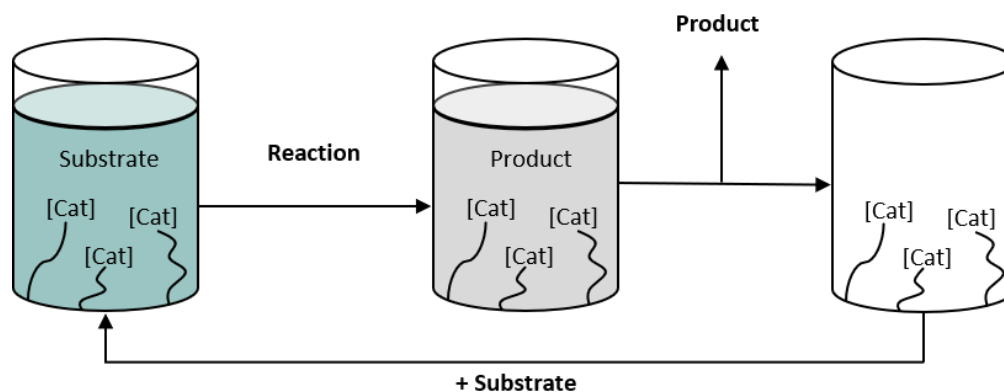 Product
Reaction
Substrate
[Cat]
[Cat]
[Cat]
Product
[Cat]
[Cat]
[Cat]
[Cat]
[Cat]
[Cat]
+ Substrate